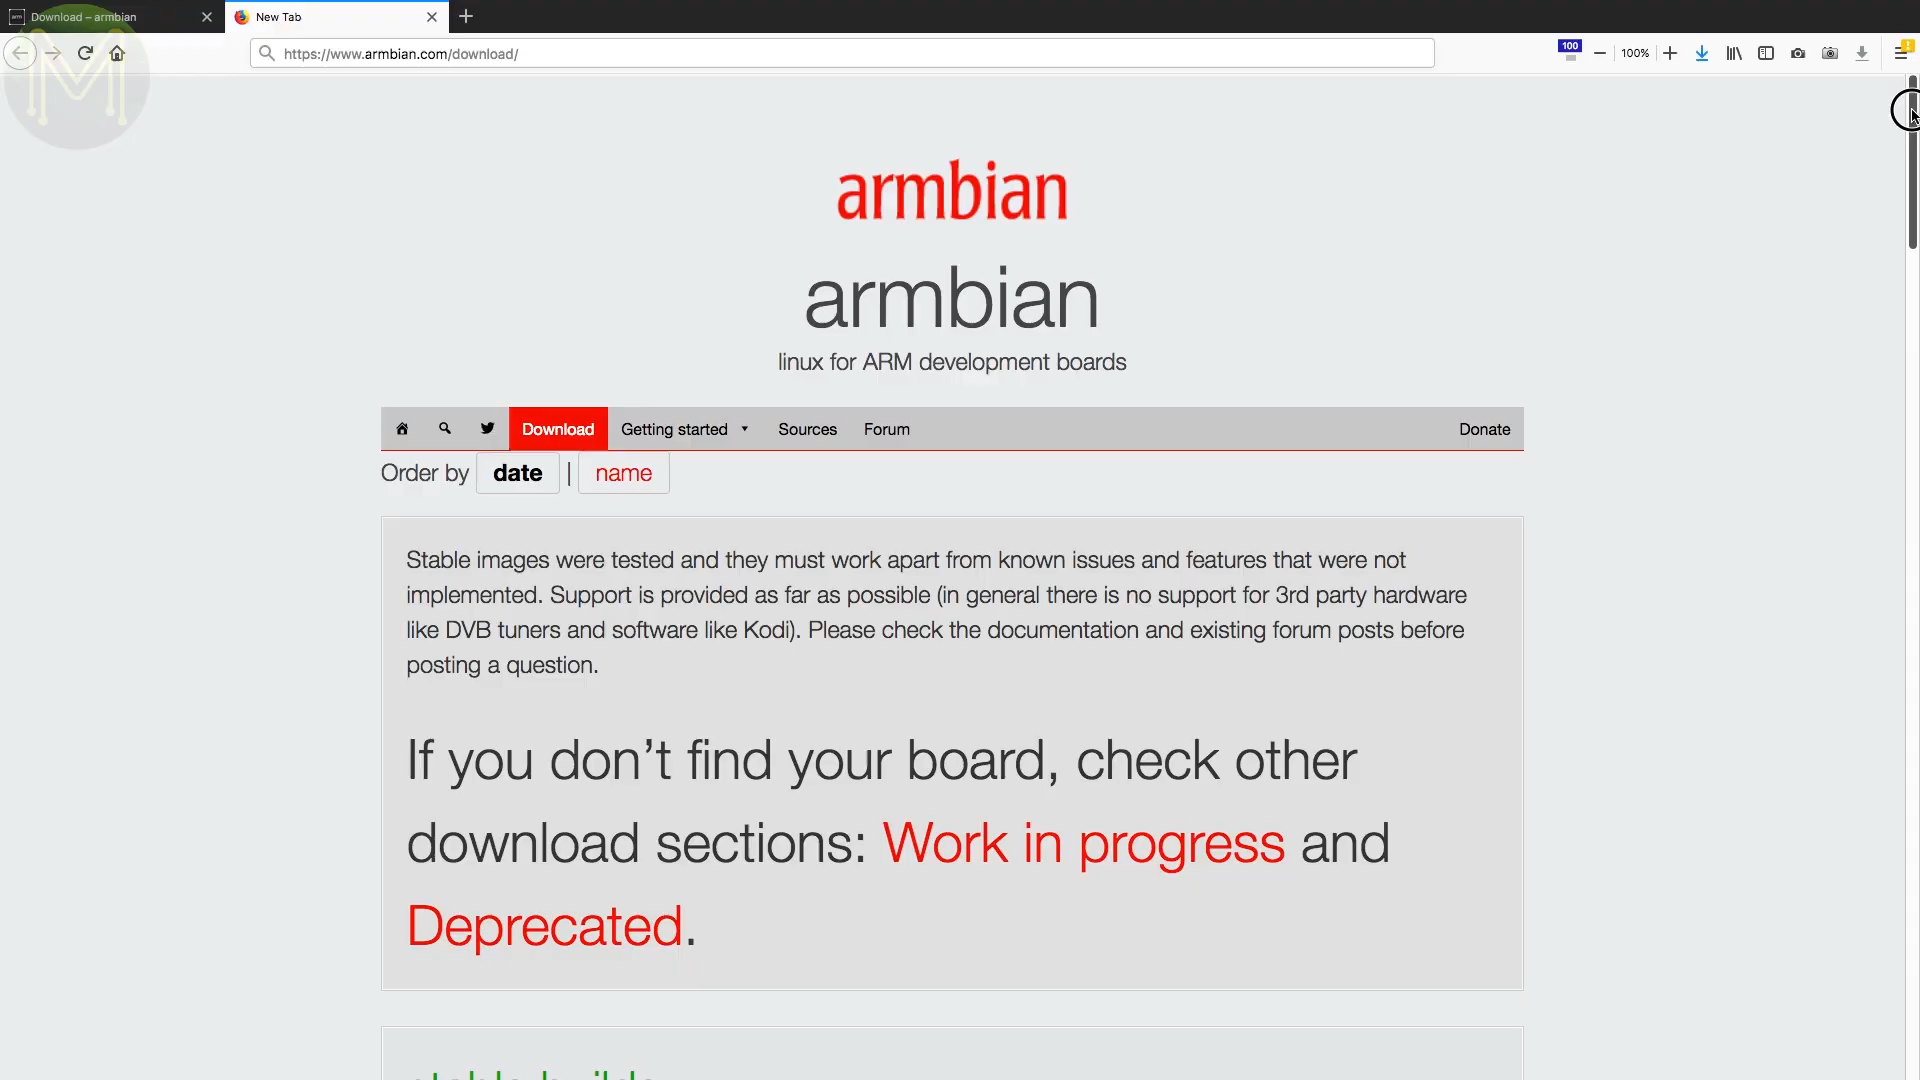 Download – armbian
New Tab
https://www.armbian.com/download/
100
100%
1
armbian
armbian
linux for ARM development boards
Download Getting started Sources Forum Donate
Order by date | name
Stable images were tested and they must work apart from known issues and features that were not
implemented. Support is provided as far as possible (in general there is no support for 3rd party hardware
like DVB tuners and software like Kodi). Please check the documentation and existing forum posts before
posting a question.
If you don’t find your board, check other
download sections: Work in progress and
Deprecated.
stable builds